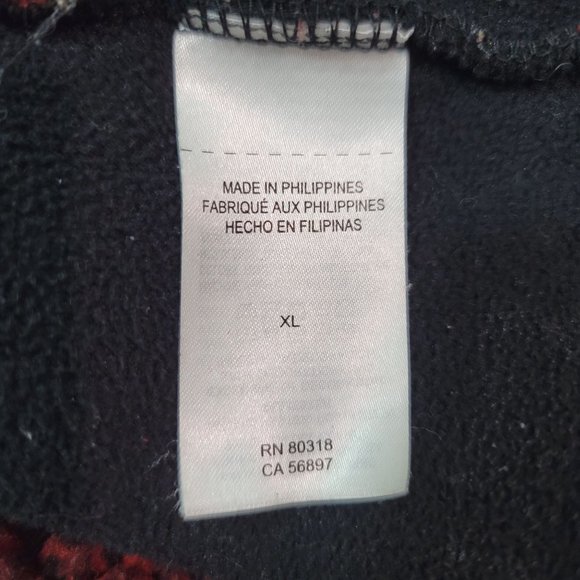 MADE IN PHILIPPINES
FABRIQUÉ AUX PHILIPPINES
HECHO EN FILIPINAS
XL
RN 80318
CA 56897